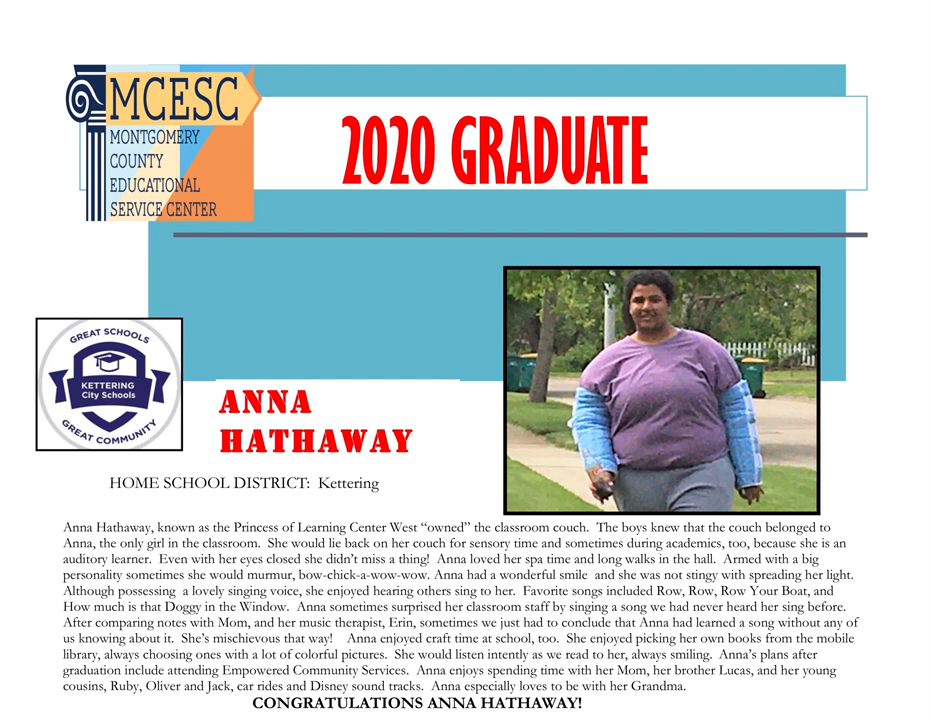 MCESC
MONTGOMERY
COUNTY
EDUCATIONAL
SERVICE CENTER
2020 GRADUATE
GREAT SCHOOLS
KETTERING
City Schools
GREAT COMMUNITY
ANNA
HATHAWAY
HOME SCHOOL DISTRICT: Kettering
Anna Hathaway, known as the Princess of Learning Center West “owned” the classroom couch. The boys knew that the couch belonged to
Anna, the only girl in the classroom. She would lie back on her couch for sensory time and sometimes during academics, too, because she is an
auditory learner. Even with her eyes closed she didn’t miss a thing! Anna loved her spa time and long walks in the hall. Armed with a big
personality sometimes she would murmur, bow-chick-a-wow-wow. Anna had a wonderful smile and she was not stingy with spreading her light.
Although possessing a lovely singing voice, she enjoyed hearing others sing to her. Favorite songs included Row, Row, Row Your Boat, and
How much is that Doggy in the Window. Anna sometimes surprised her classroom staff by singing a song we had never heard her sing before.
After comparing notes with Mom, and her music therapist, Erin, sometimes we just had to conclude that Anna had learned a song without any of
us knowing about it. She’s mischievous that way! Anna enjoyed craft time at school, too. She enjoyed picking her own books from the mobile
library, always choosing ones with a lot of colorful pictures. She would listen intently as we read to her, always smiling. Anna’s plans after
graduation include attending Empowered Community Services. Anna enjoys spending time with her Mom, her brother Lucas, and her young
cousins, Ruby, Oliver and Jack, car rides and Disney sound tracks. Anna especially loves to be with her Grandma.
CONGRATULATIONS ANNA HATHAWAY!